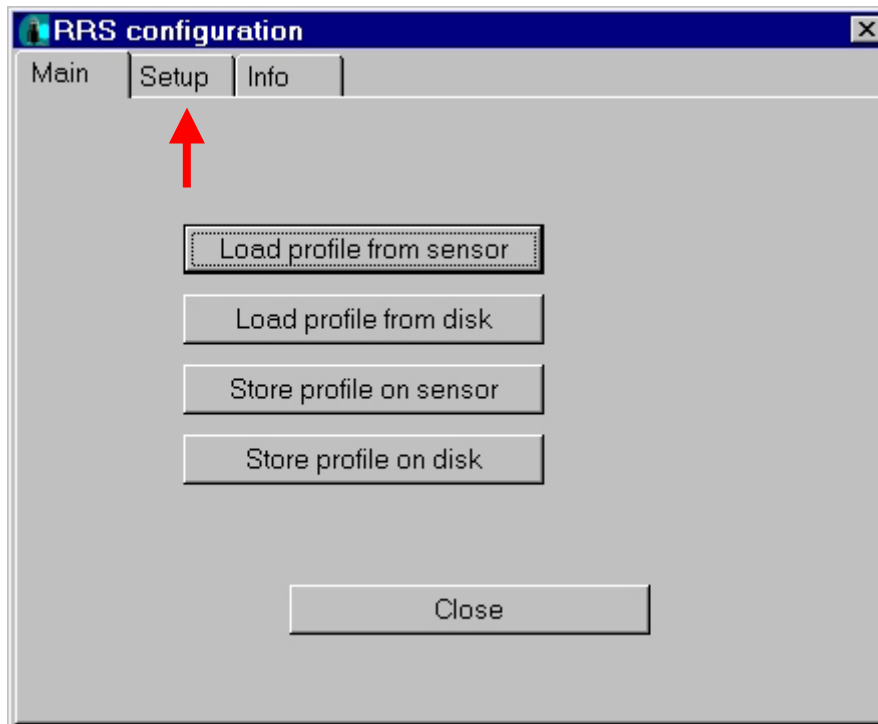 RRS configuration
Main Setup Info
Load profile from sensor
Load profile from disk
Store profile on sensor
Store profile on disk
Close